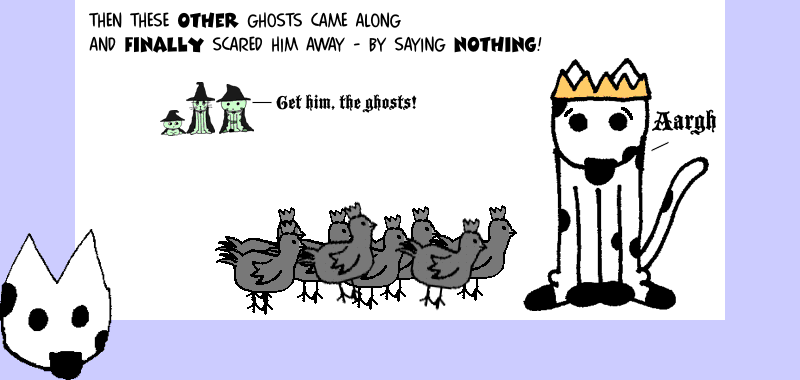 THEN THESE OTHER GHOSTS CAME ALONG
AND FINALLY SCARED HIM AWAY - BY SAYING NOTHING!
Get him, the ghosts!
Aargh